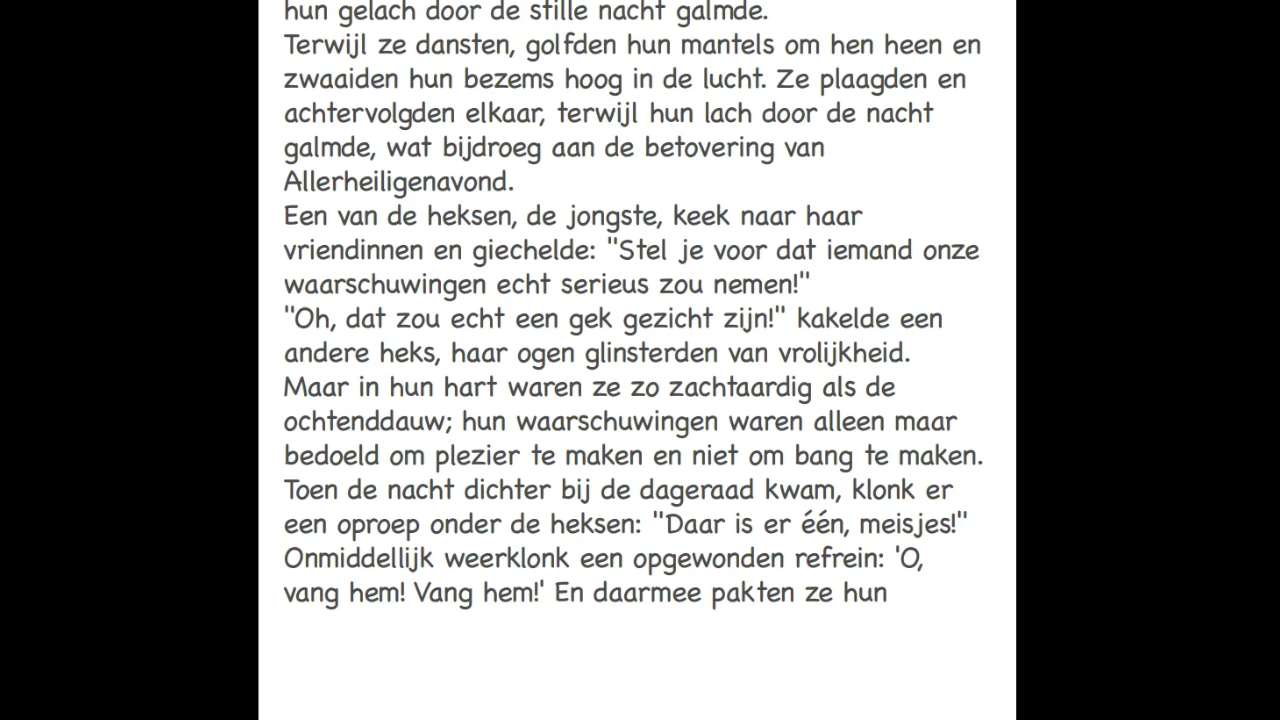 hun gelach door de stille nacht galmde.
Terwijl ze dansten, golfden hun mantels om hen heen en
zwaaiden hun bezems hoog in de lucht. Ze plaagden en
achtervolgden elkaar, terwijl hun lach door de nacht
galmde, wat bijdroeg aan de betovering van
Allerheiligenavond.
Een van de heksen, de jongste, keek naar haar
vriendinnen en giechelde: "Stel je voor dat iemand onze
waarschuwingen echt serieus zou nemen!"
"Oh, dat zou echt een gek gezicht zijn!" kakelde een
andere heks, haar ogen glinsterden van vrolijkheid.
Maar in hun hart waren ze zo zachtaardig als de
ochtenddauw; hun waarschuwingen waren alleen maar
bedoeld om plezier te maken en niet om bang te maken.
Toen de nacht dichter bij de dageraad kwam, klonk er
een oproep onder de heksen: "Daar is er één, meisjes!"
Onmiddellijk weerklonk een opgewonden refrein: 'O,
vang hem! Vang hem!' En daarmee pakten ze hun